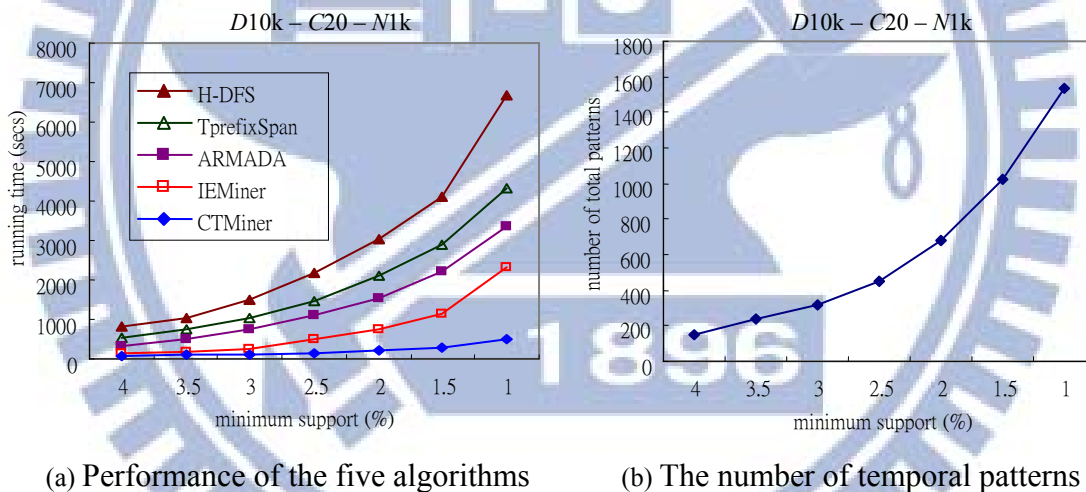 D10k – C20 – N1k
8000
7000
6000
5000
4000
3000
2000
1000
0
running time (secs)
H-DFS
TprefixSpan
ARMADA
IEMiner
CTMiner
4 3.5 3 2.5 2 1.5 1
minimum support (%)
(a) Performance of the five algorithms
D10k – C20 – N1k
1800
1600
1400
1200
1000
800
600
400
200
0
number of total patterns
4 3.5 3 2.5 2 1.5 1
minimum support (%)
(b) The number of temporal patterns
1896